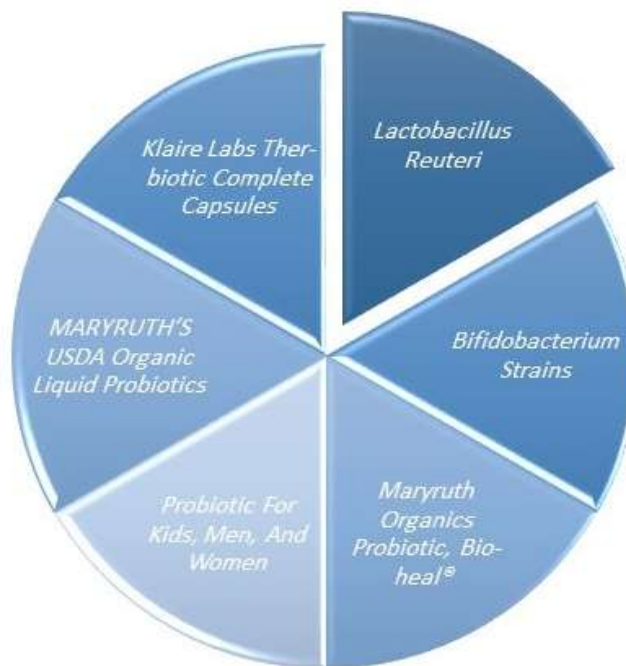 Lactobacillus
Reuteri
Bifidobacterium
Strains
Maryruth
Organics
Probiotic, Bio-
heal®
Probiotic For
Kids, Men, And
Women
MARYRUTH'S
USDA Organic
Liquid Probiotics
Klaire Labs Ther-
biotic Complete
Capsules